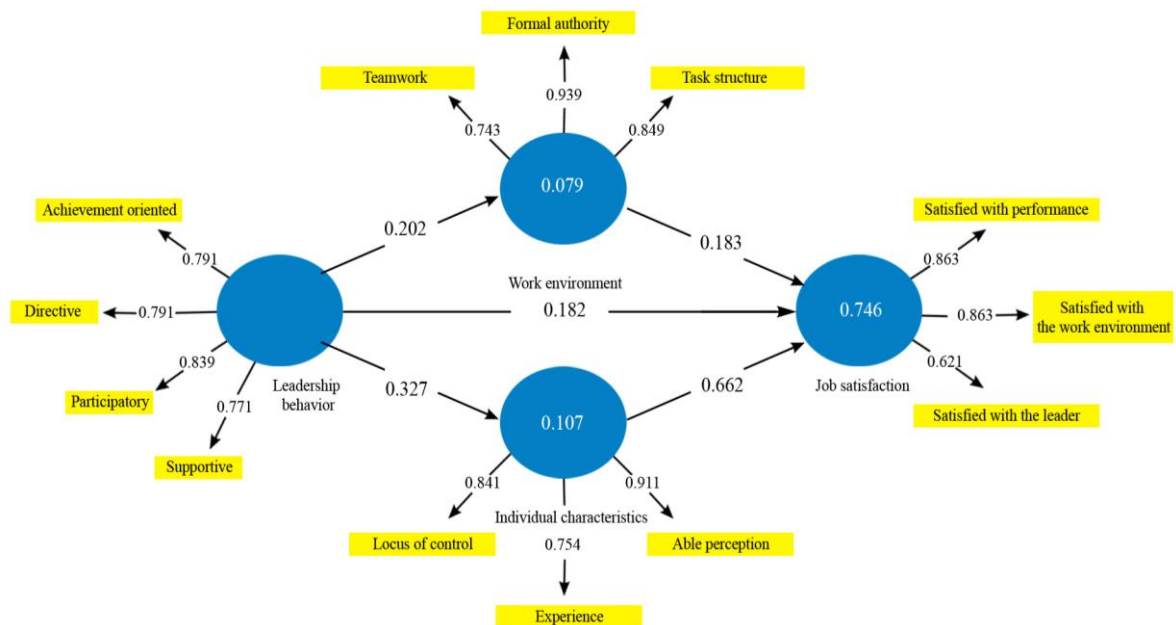 Formal authority
Teamwork
Task structure
0.939
0.743
0.849
0.079
Achievement oriented
Satisfied with performance
0.202
0.183
0.791
0.863
Work environment
Directive
0.791
0.182
0.746
0.863
Satisfied with
the work environment
0.839
0.621
Participatory
0.771
Leadership
behavior
0.327
0.662
Job satisfaction
Satisfied with the leader
0.107
Supportive
0.841
0.911
Individual characteristics
Locus of control
0.754
Able perception
Experience